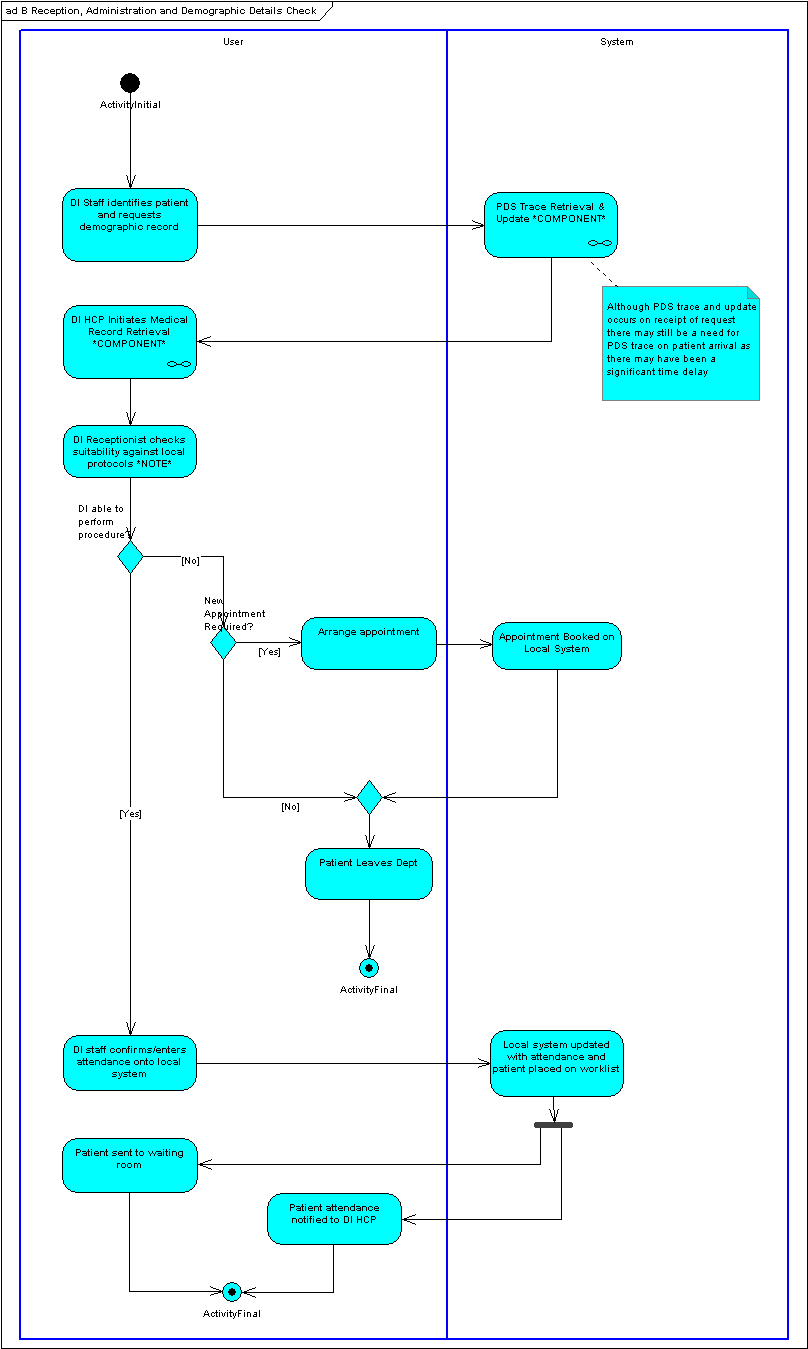 ad B Reception, Administration and Demographic Details Check
User
System
ActivityInitial
DI Staff identifies patient
and requests
demographic record
PDS Trace Retrieval &
Update *COMPONENT*
Although PDS trace and update
occurs on receipt of request
there may still be a need for
PDS trace on patient arrival as
there may have been a
significant time delay
DI HCP Initiates Medical
Record Retrieval
*COMPONENT*
DI Receptionist checks
suitability against local
protocols *NOTE*
DI able to
perform
procedure?
[No]
New
Appointment
Required?
[Yes]
Arrange appointment
Appointment Booked on
Local System
[No]
[Yes]
Patient Leaves Dept
ActivityFinal
DI staff confirms/enters
attendance onto local
system
Local system updated
with attendance and
patient placed on worklist
Patient sent to waiting
room
Patient attendance
notified to DI HCP
ActivityFinal